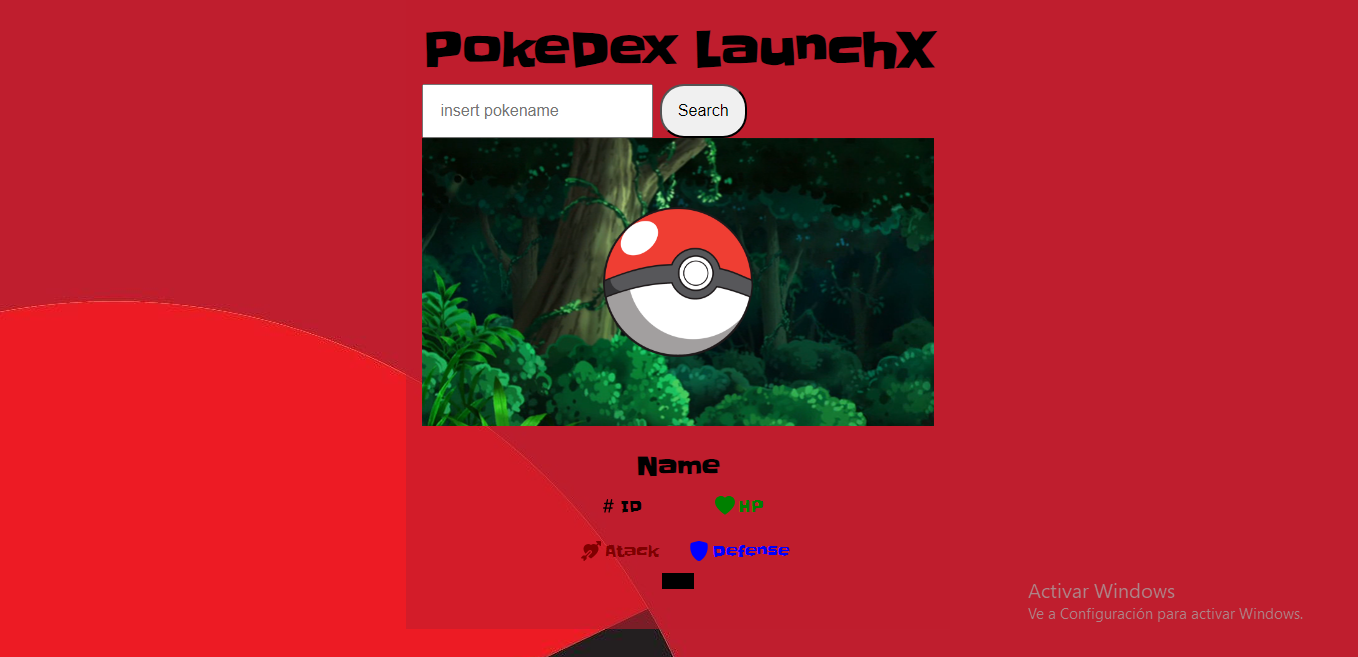 PokeDex LaunchX
insert pokename Search
Name
# ID HP
Atack Defense
Activar Windows
Ve a Configuración para activar Windows.